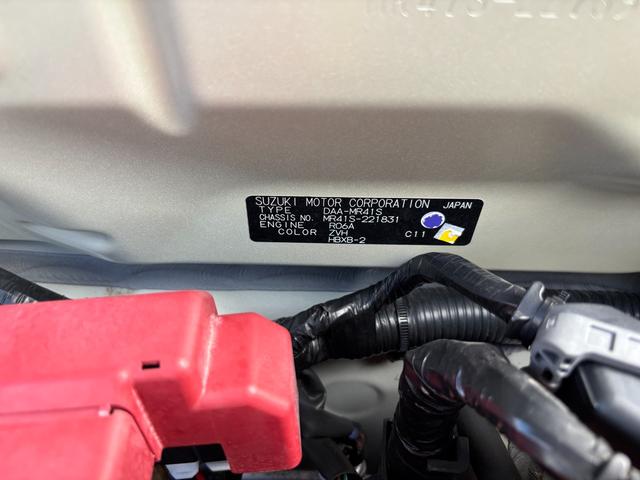 SUZUKI MOTOR CORPORATION JAPAN
TYPE DAA-MR41S
CHASSIS NO. MR41S-221831
ENGINE R06A
COLOR ZVH C11
HBXB-2